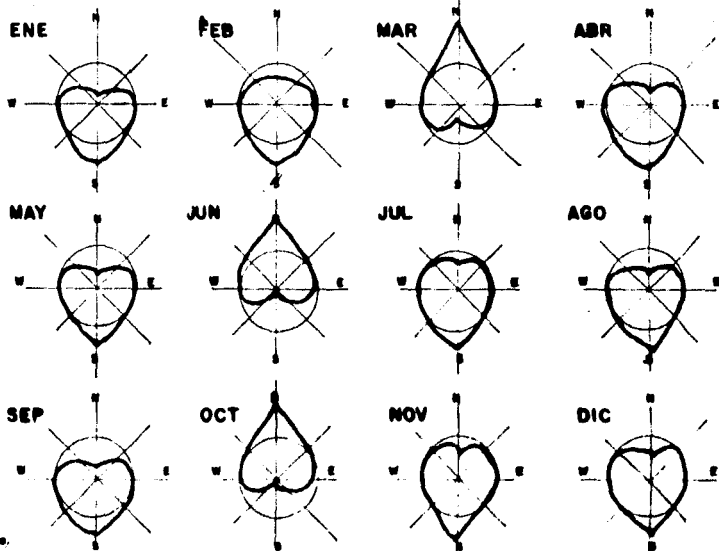 ENE N FEB MAR N ABR N
W E W E W E W E
S S S
MAY N JUN JUL N AGO N
W E W E W E W E
S
SEP N OCT NOV N DIC N
W E W E W E W E